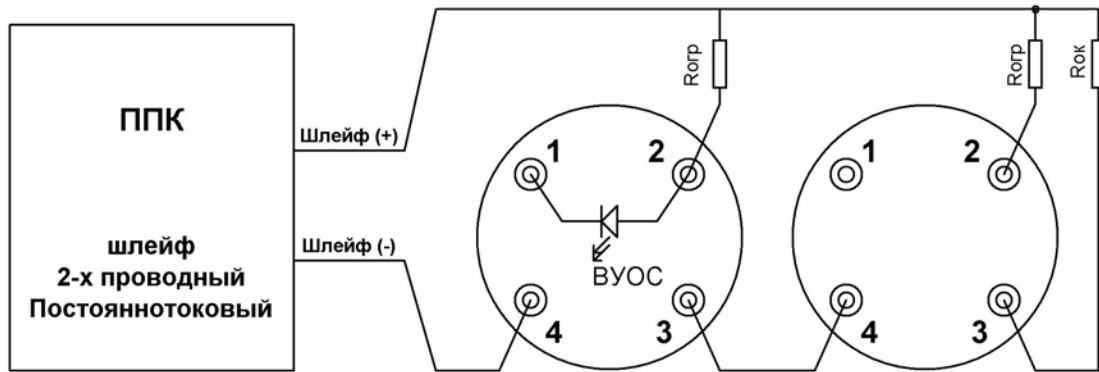 ППК
шлейф
2-х проводный
Постояннотоковый
Шлейф (+)
Шлейф (-)
Rогр
Rогр
Rок
1
2
ВУОС
4
3
1
2
4
3